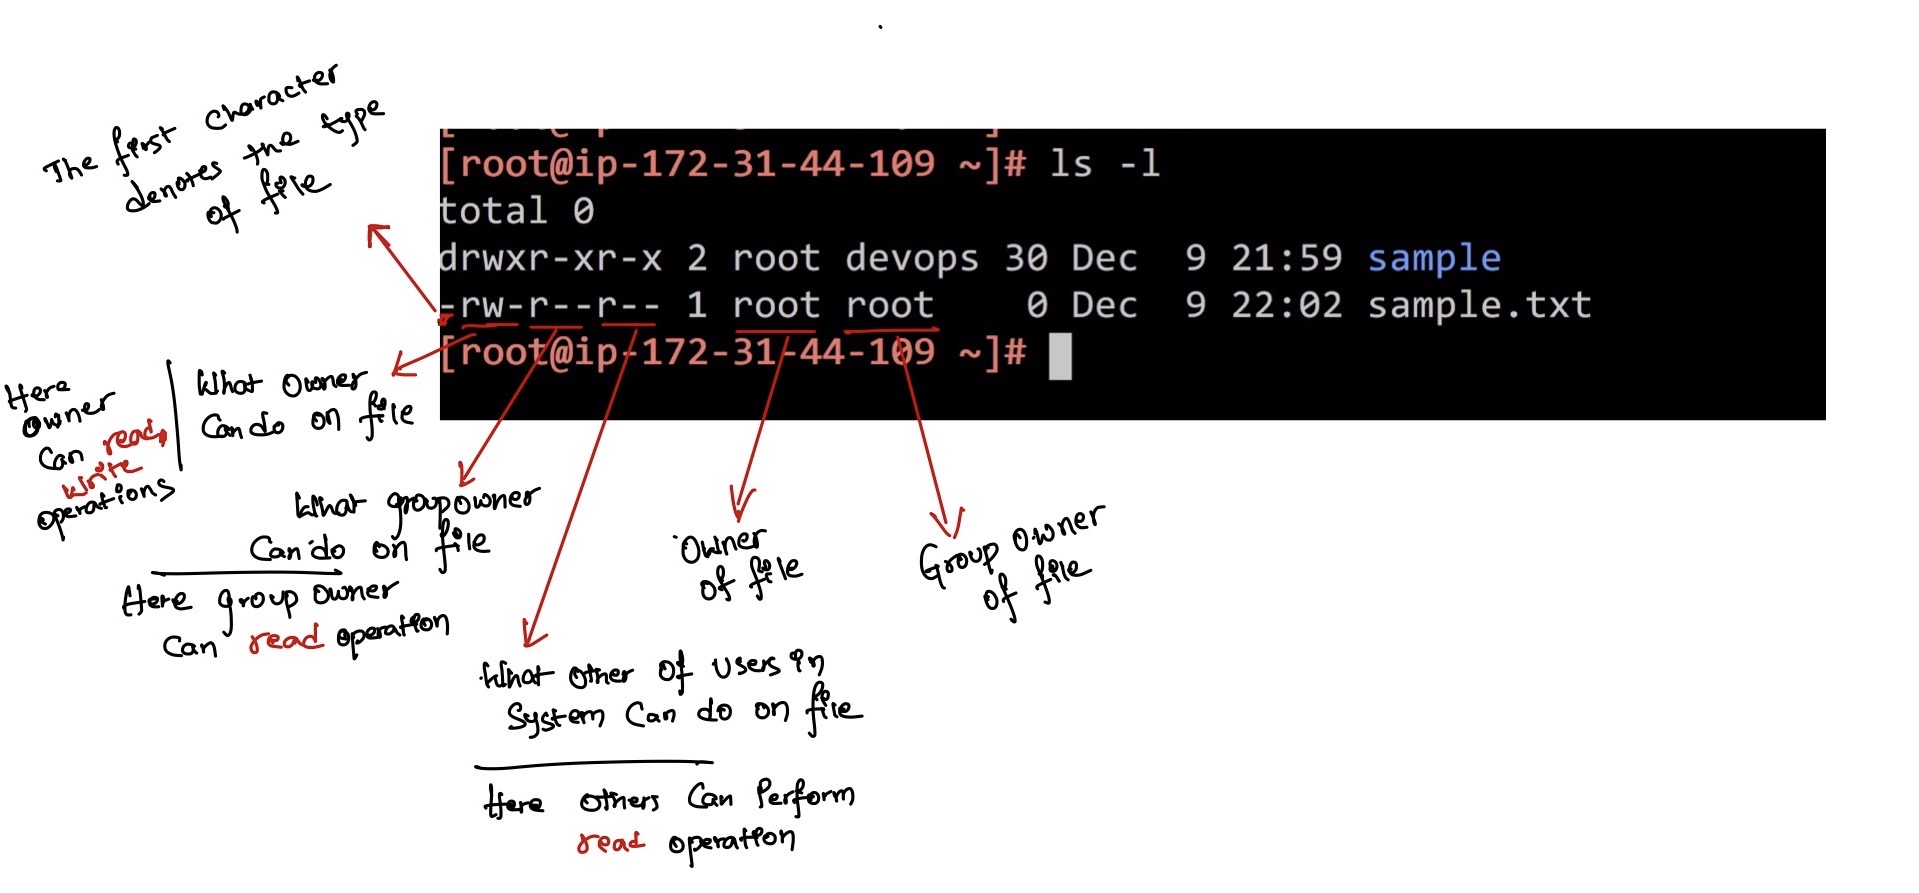 The first character
denotes the type
of file
[root@ip-172-31-44-109 ~]# ls -l
total 0
drwxr-xr-x 2 root devops 30 Dec  9 21:59 sample
-rw-r--r-- 1 root root    0 Dec  9 22:02 sample.txt
[root@ip-172-31-44-109 ~]#
Here
owner
can read,
write
operations
What owner
Can do on file
What group owner
Can do on file
Here group owner
Can read operation
What other of users in
System Can do on file
Here others Can Perform
read operation
Owner
of file
Group owner
of file